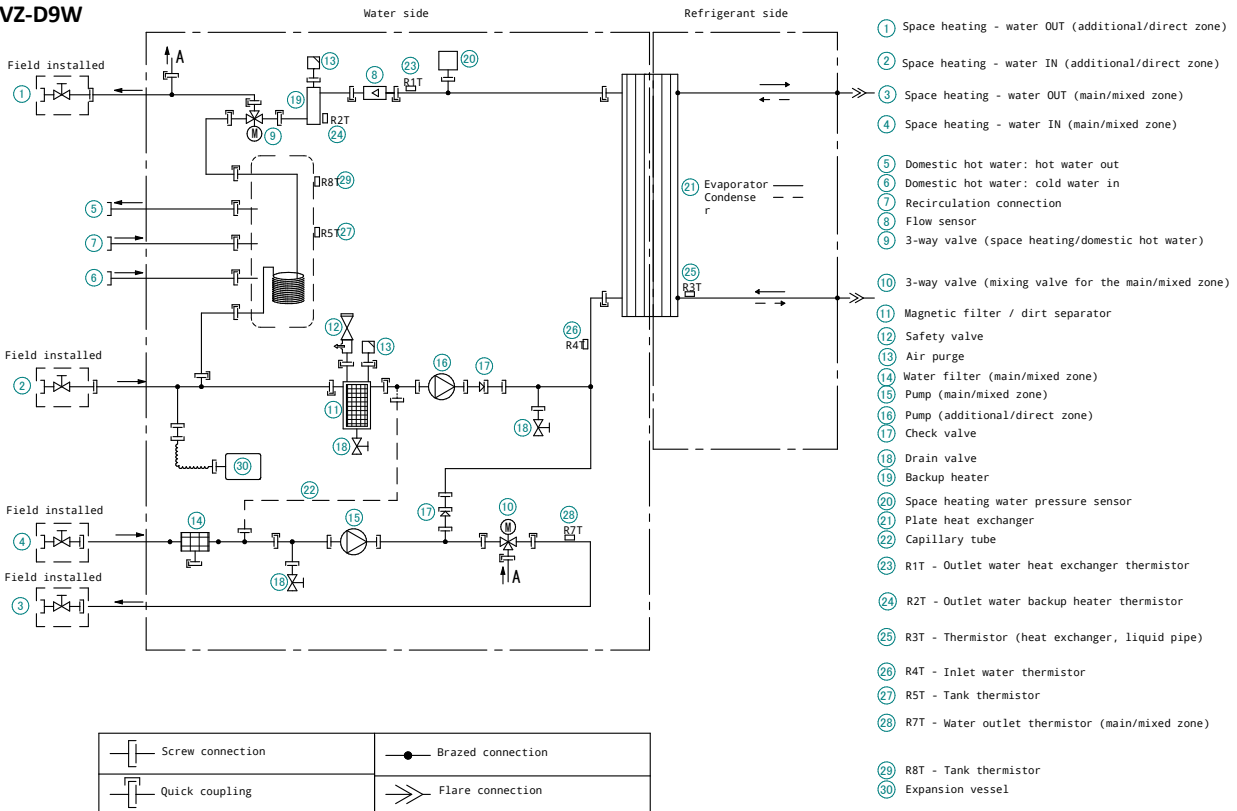 VZ-D9W
Water side
Refrigerant side
Field installed
1
A
13
19
8
23
R1T
20
R2T
24
M
9
R8T
29
5
R5T
27
7
6
21
Evaporator
Condense
r
25
R3T
Field installed
2
12
13
11
16
17
26
R4T
18
18
30
22
Field installed
4
14
15
17
10
M
28
R7T
18
A
Field installed
3
1 Space heating - water OUT (additional/direct zone)
2 Space heating - water IN (additional/direct zone)
3 Space heating - water OUT (main/mixed zone)
4 Space heating - water IN (main/mixed zone)
5 Domestic hot water: hot water out
6 Domestic hot water: cold water in
7 Recirculation connection
8 Flow sensor
9 3-way valve (space heating/domestic hot water)
10 3-way valve (mixing valve for the main/mixed zone)
11 Magnetic filter / dirt separator
12 Safety valve
13 Air purge
14 Water filter (main/mixed zone)
15 Pump (main/mixed zone)
16 Pump (additional/direct zone)
17 Check valve
18 Drain valve
19 Backup heater
20 Space heating water pressure sensor
21 Plate heat exchanger
22 Capillary tube
23 R1T - Outlet water heat exchanger thermistor
24 R2T - Outlet water backup heater thermistor
25 R3T - Thermistor (heat exchanger, liquid pipe)
26 R4T - Inlet water thermistor
27 R5T - Tank thermistor
28 R7T - Water outlet thermistor (main/mixed zone)
29 R8T - Tank thermistor
30 Expansion vessel
Screw connection
Brazed connection
Quick coupling
Flare connection